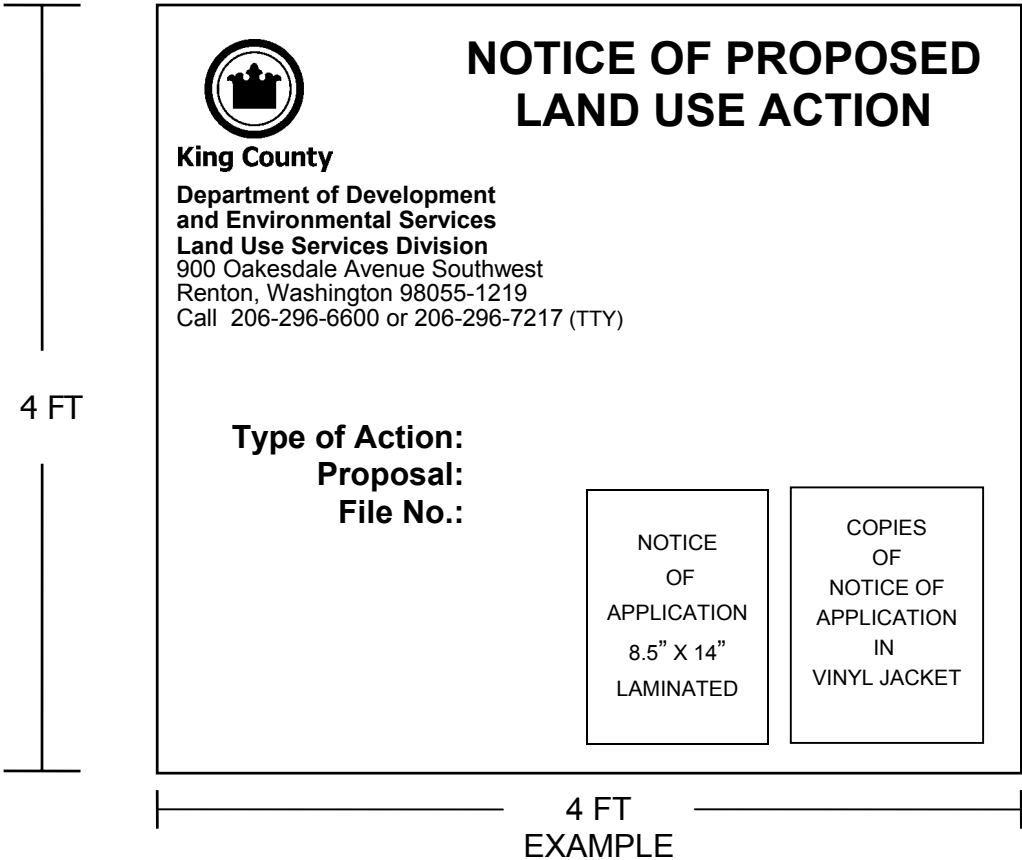 NOTICE OF PROPOSED
LAND USE ACTION
King County
Department of Development
and Environmental Services
Land Use Services Division
900 Oakesdale Avenue Southwest
Renton, Washington 98055-1219
Call 206-296-6600 or 206-296-7217 (TTY)
4 FT
Type of Action:
Proposal:
File No.:
NOTICE
OF
APPLICATION
8.5” X 14”
LAMINATED
COPIES
OF
NOTICE OF
APPLICATION
IN
VINYL JACKET
4 FT
EXAMPLE